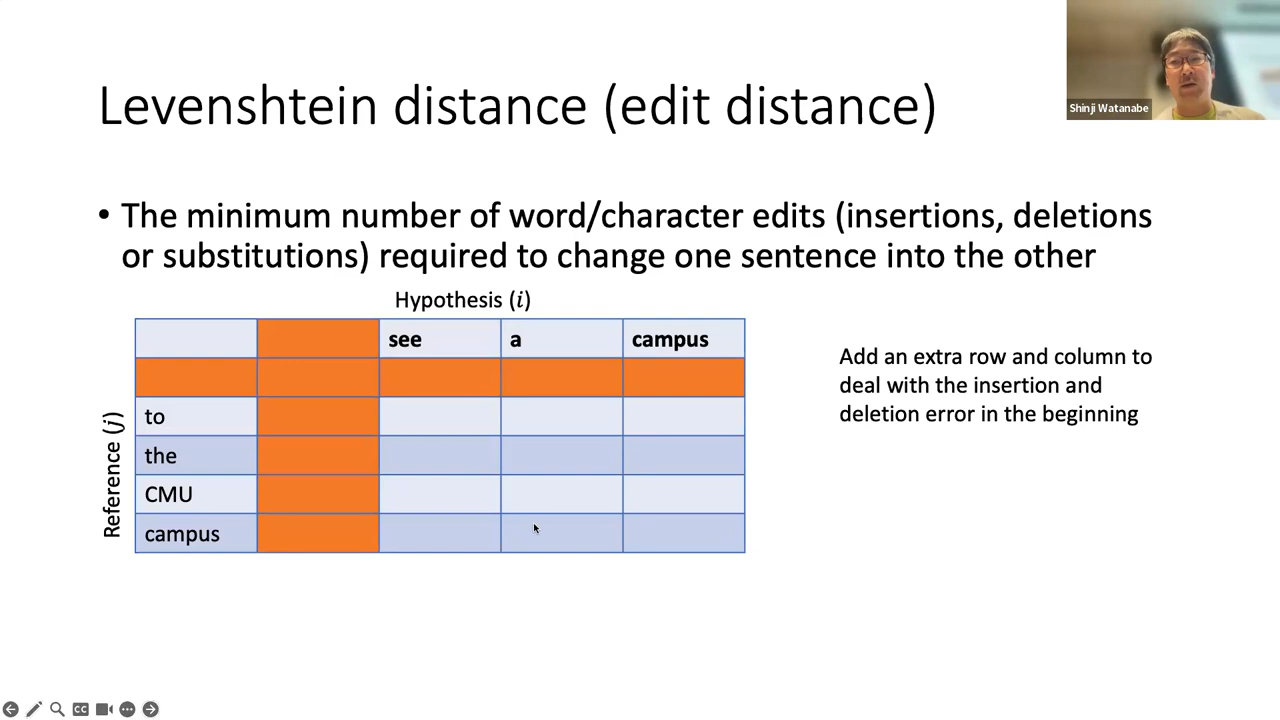 Shinji Watanabe
Levenshtein distance (edit distance)
• The minimum number of word/character edits (insertions, deletions
or substitutions) required to change one sentence into the other
Hypothesis (i)
see a campus
Reference (j)
to
the
CMU
campus
Add an extra row and column to
deal with the insertion and
deletion error in the beginning
CC